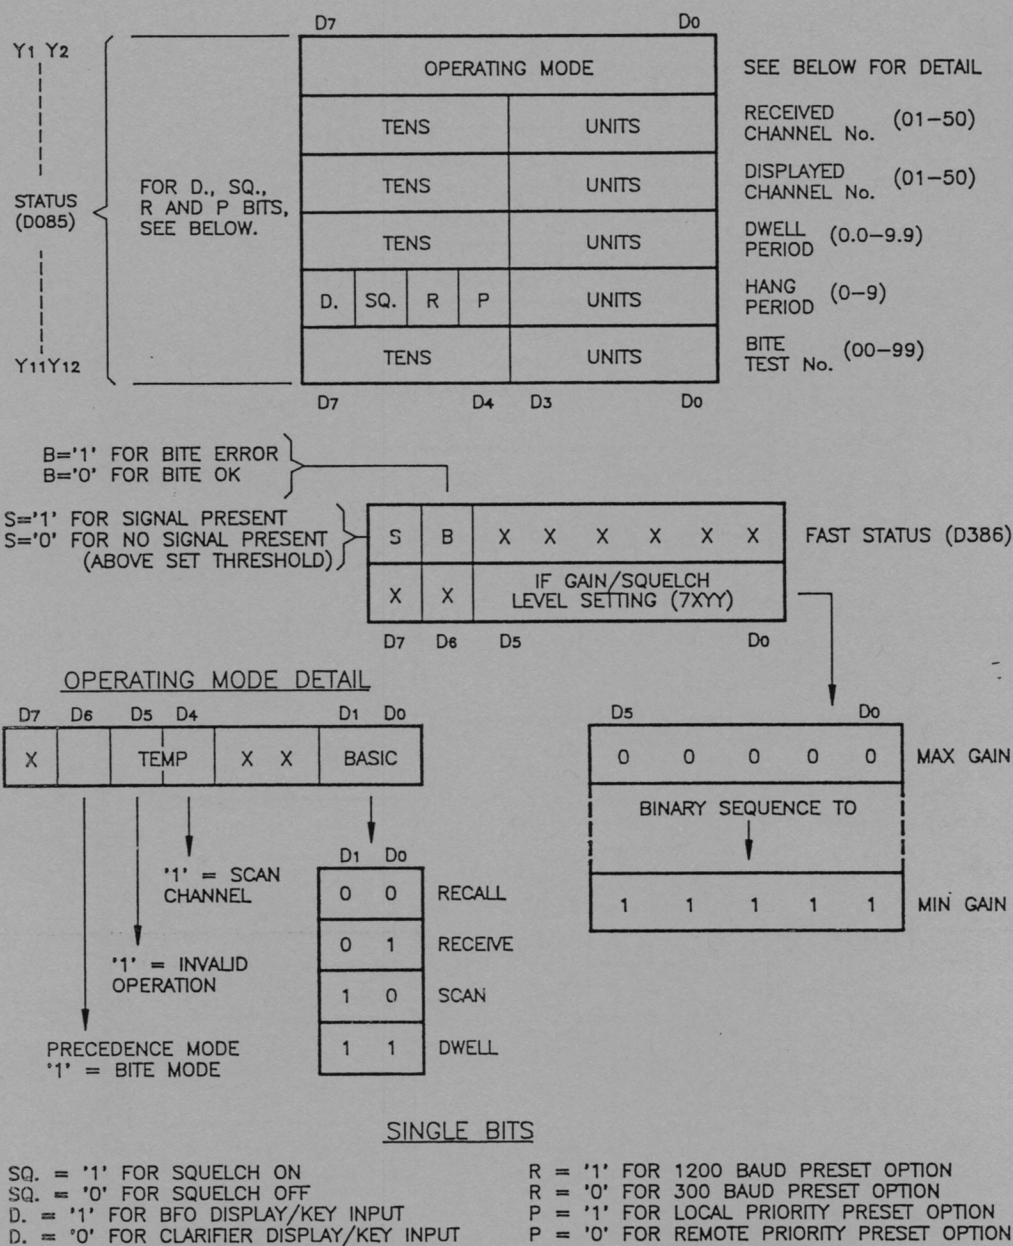 D7 D0
Y1 Y2
OPERATING MODE SEE BELOW FOR DETAIL
TENS UNITS RECEIVED CHANNEL No. (01-50)
STATUS (D085)
FOR D., SQ.,
R AND P BITS,
SEE BELOW.
TENS UNITS DISPLAYED CHANNEL No. (01-50)
TENS UNITS DWELL PERIOD (0.0-9.9)
D. SQ. R P UNITS HANG PERIOD (0-9)
Y11Y12
TENS UNITS BITE TEST No. (00-99)
D7 D4 D3 D0
B='1' FOR BITE ERROR
B='0' FOR BITE OK
S='1' FOR SIGNAL PRESENT
S='0' FOR NO SIGNAL PRESENT
(ABOVE SET THRESHOLD)
S B X X X X X X FAST STATUS (D386)
X X IF GAIN/SQUELCH
LEVEL SETTING (7XYY)
D7 D6 D5 D0
OPERATING MODE DETAIL
D7 D6 D5 D4 D1 D0
X TEMP X X BASIC
'1' = SCAN
CHANNEL
'1' = INVALID
OPERATION
PRECEDENCE MODE
'1' = BITE MODE
D1 D0
0 0 RECALL
0 1 RECEIVE
1 0 SCAN
1 1 DWELL
D5 D0
0 0 0 0 0 MAX GAIN
BINARY SEQUENCE TO
1 1 1 1 1 MIN GAIN
SINGLE BITS
SQ. = '1' FOR SQUELCH ON
SQ. = '0' FOR SQUELCH OFF
D. = '1' FOR BFO DISPLAY/KEY INPUT
D. = '0' FOR CLARIFIER DISPLAY/KEY INPUT
R = '1' FOR 1200 BAUD PRESET OPTION
R = '0' FOR 300 BAUD PRESET OPTION
P = '1' FOR LOCAL PRIORITY PRESET OPTION
P = '0' FOR REMOTE PRIORITY PRESET OPTION